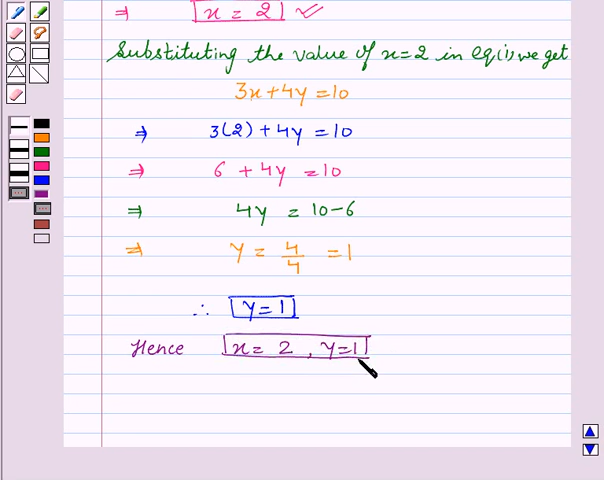 ⇒ x = 2 ✓
Substituting the value of x=2 in eq(i) we get
3x+4y=10
⇒ 3(2)+4y=10
⇒ 6+4y=10
⇒ 4y = 10-6
⇒ y = 4/4 = 1
∴ y=1
Hence x= 2 , y=1